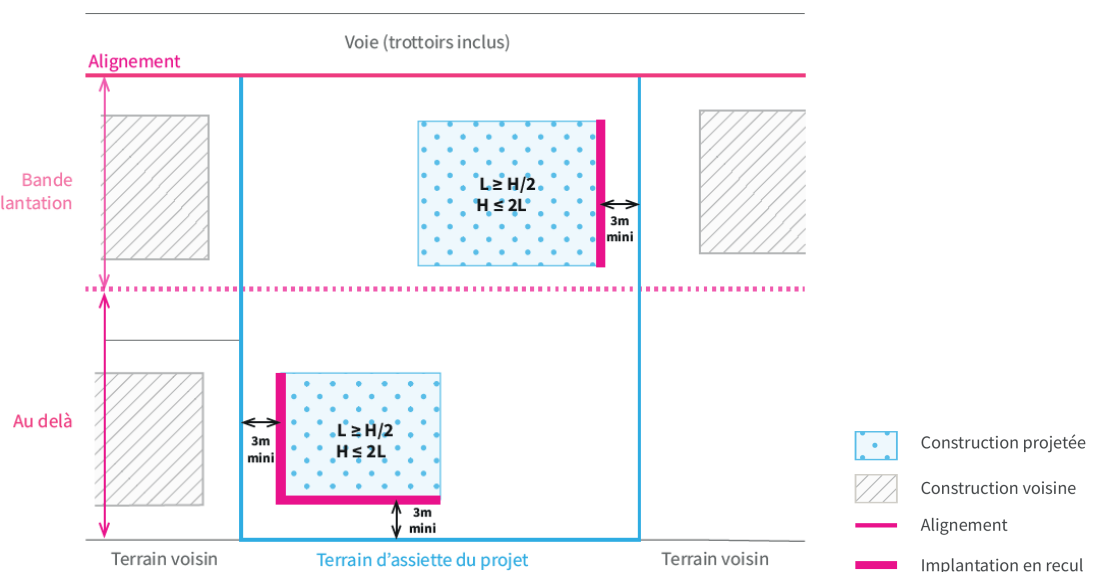 Voie (trottoirs inclus)
Alignement
Bande
lantation
L ≥ H/2
H ≤ 2L
3m
mini
Au delà
L ≥ H/2
H ≤ 2L
3m
mini
3m
mini
Terrain voisin
Terrain d'assiette du projet
Terrain voisin
Construction projetée
Construction voisine
Alignement
Implantation en recul